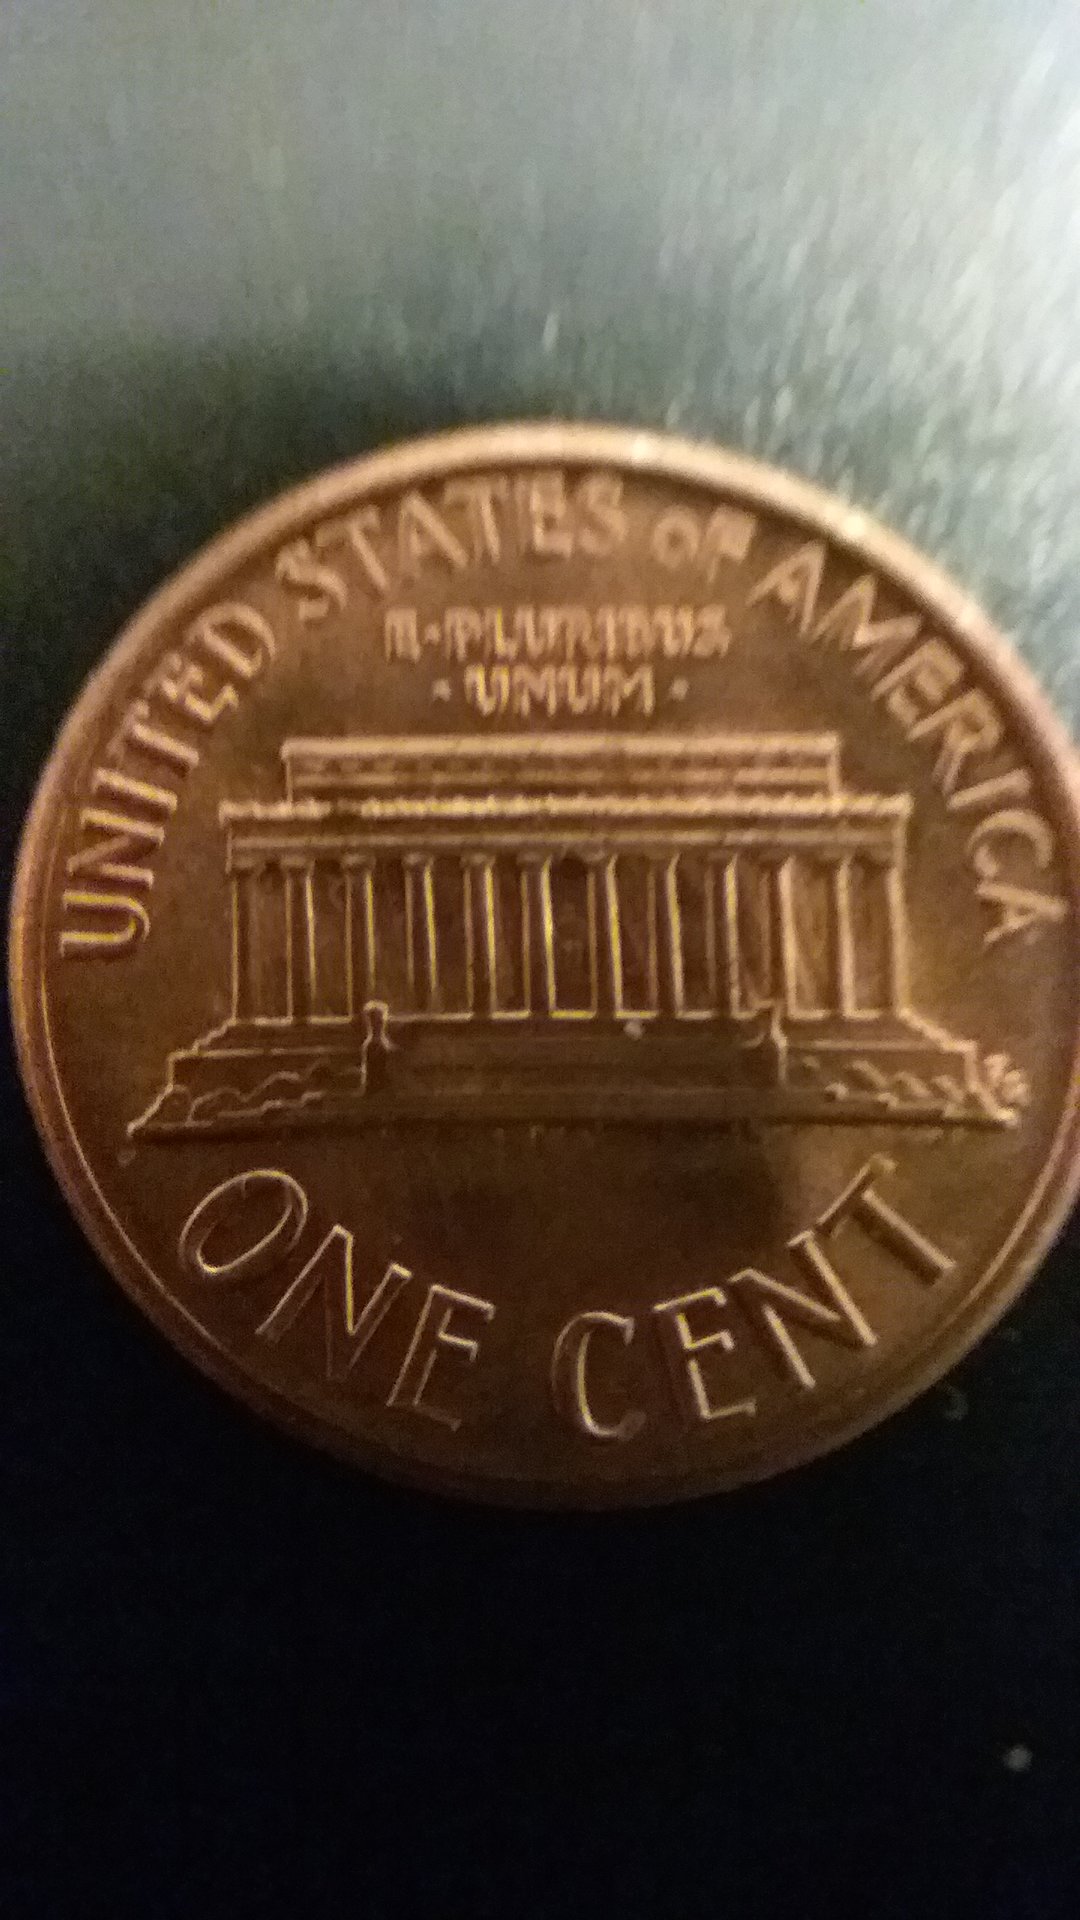 UNITED STATES OF AMERICA
E·PLURIBUS
·UNUM·
ONE CENT